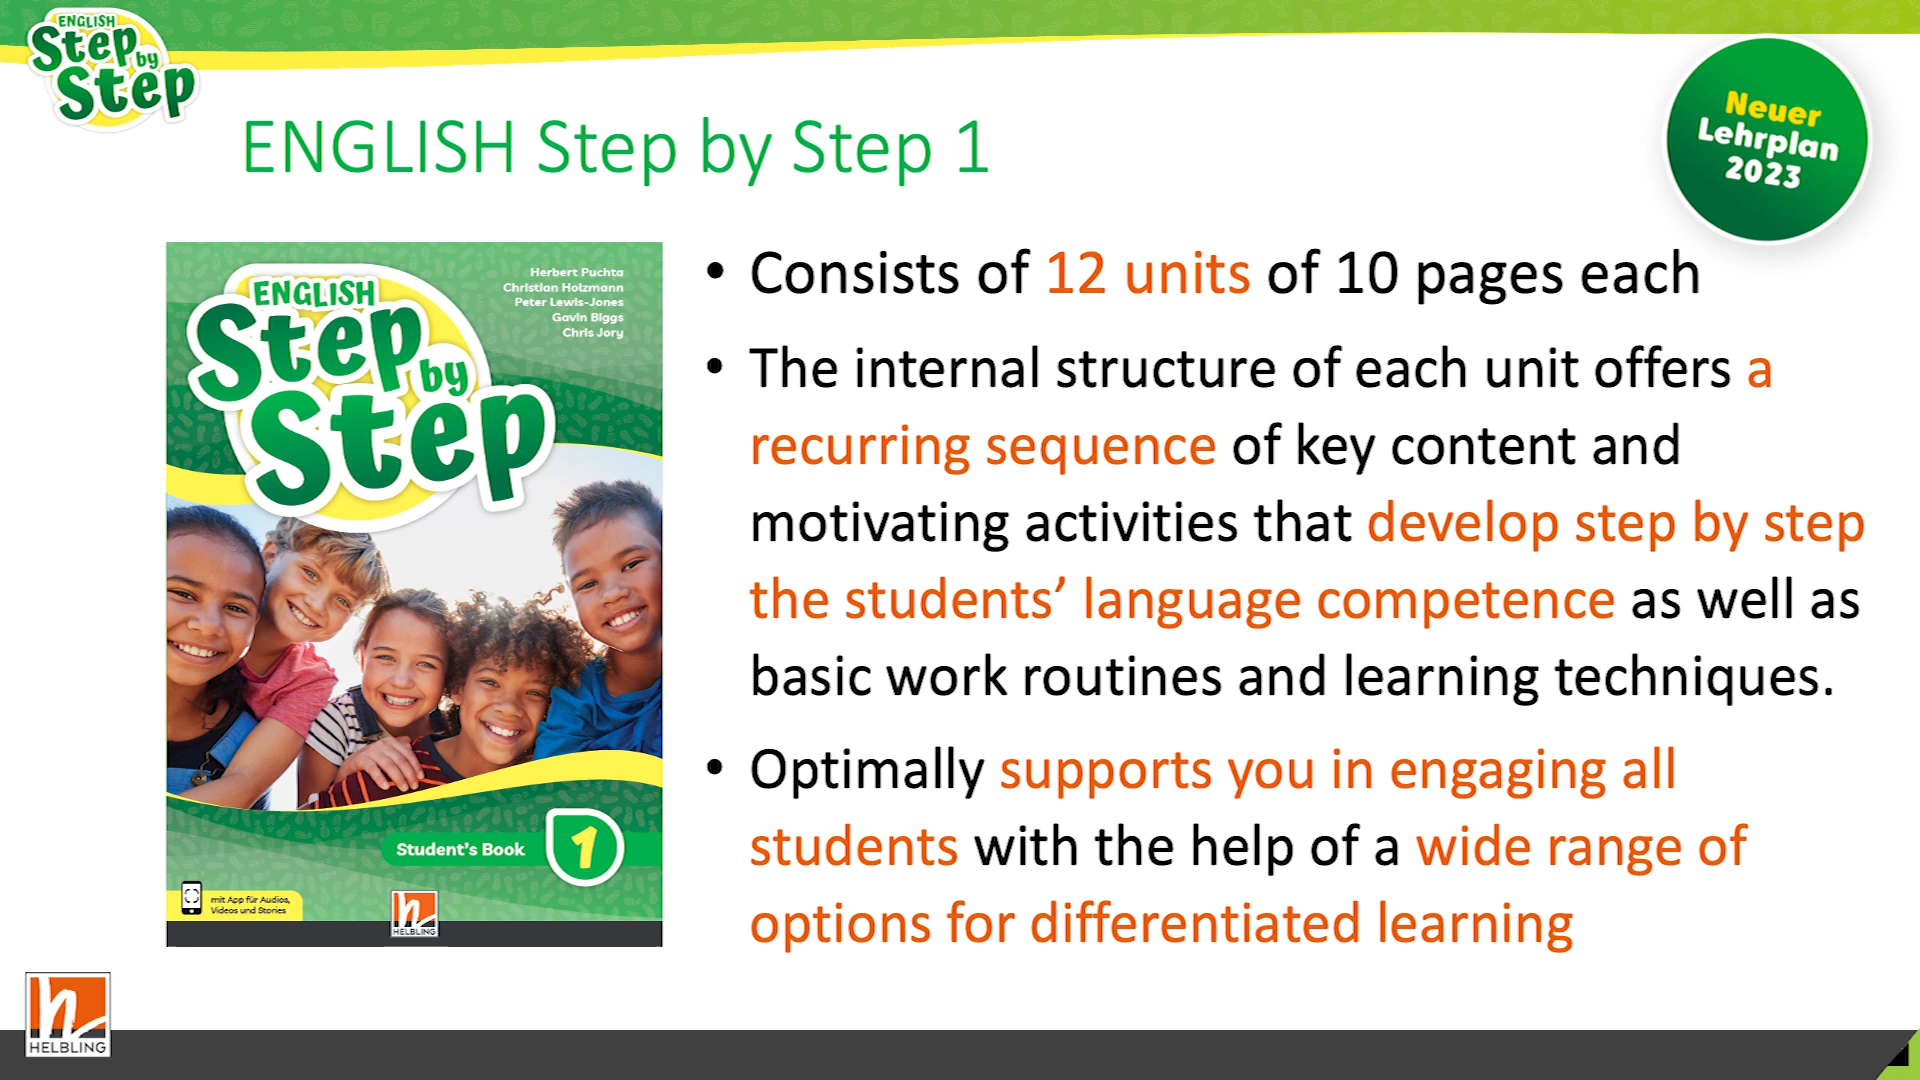 ENGLISH
Step
by
Step
ENGLISH Step by Step 1
Neuer
Lehrplan
2023
Herbert Puchta
Christian Holzmann
Peter Lewis-Jones
Gavin Biggs
Chris Jory
ENGLISH
Step
by
Step
Student's Book
1
mit App für Audios,
Videos und Stories
HELBLING
• Consists of 12 units of 10 pages each
• The internal structure of each unit offers a
recurring sequence of key content and
motivating activities that develop step by step
the students’ language competence as well as
basic work routines and learning techniques.
• Optimally supports you in engaging all
students with the help of a wide range of
options for differentiated learning
HELBLING